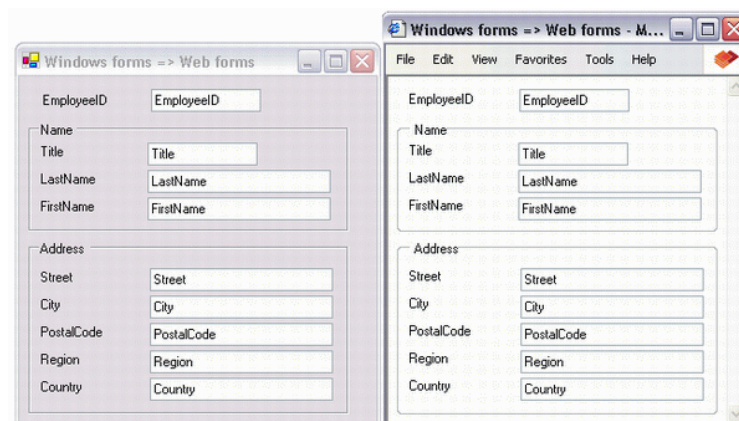 Windows forms => Web forms
EmployeeID EmployeeID
Name
Title Title
LastName LastName
FirstName FirstName
Address
Street Street
City City
PostalCode PostalCode
Region Region
Country Country
Windows forms => Web forms - M...
File Edit View Favorites Tools Help
EmployeeID EmployeeID
Name
Title Title
LastName LastName
FirstName FirstName
Address
Street Street
City City
PostalCode PostalCode
Region Region
Country Country